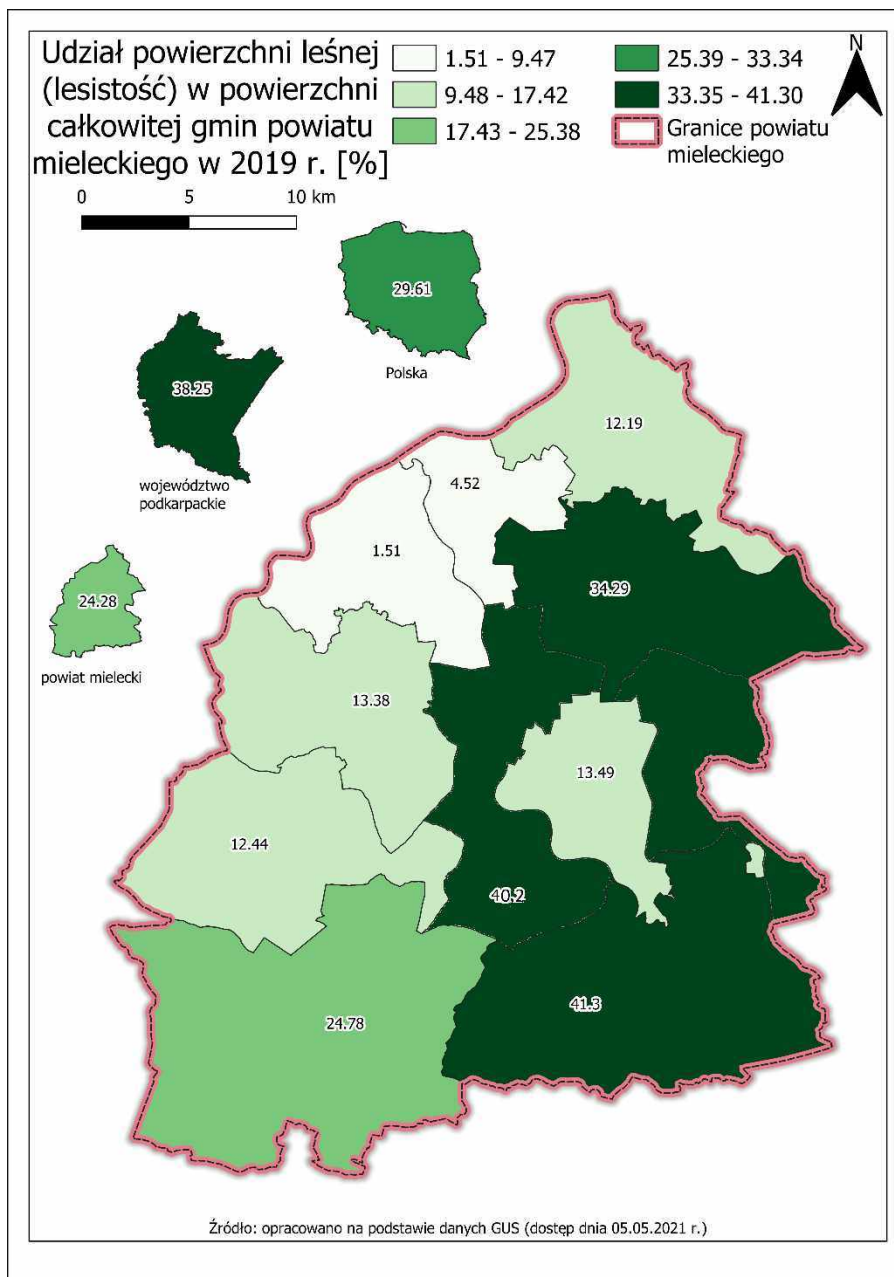 Udział powierzchni leśnej
(lesistość) w powierzchni
całkowitej gmin powiatu
mieleckiego w 2019 r. [%]
1.51 - 9.47
9.48 - 17.42
17.43 - 25.38
25.39 - 33.34
33.35 - 41.30
Granice powiatu
mieleckiego
N
0 5 10 km
29.61
Polska
38.25
województwo
podkarpackie
24.28
powiat mielecki
12.19
4.52
1.51
34.29
13.38
13.49
12.44
40.2
41.3
24.78
Źródło: opracowano na podstawie danych GUS (dostęp dnia 05.05.2021 r.)